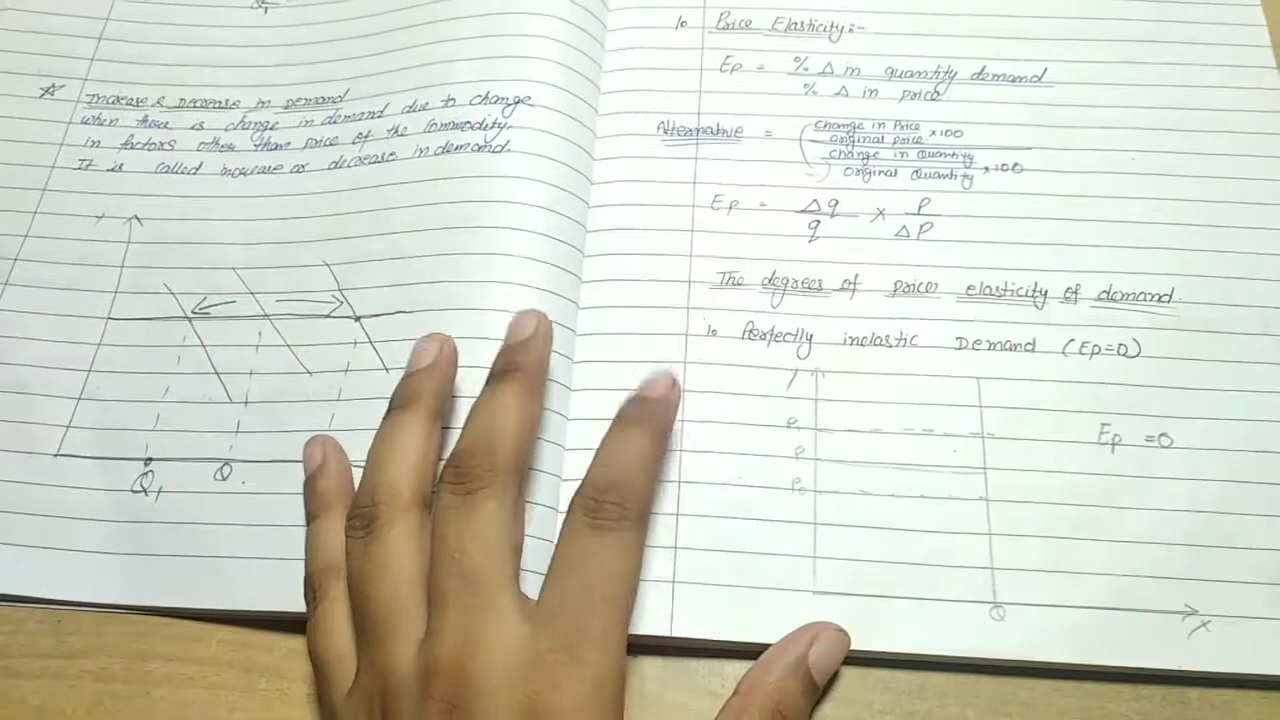 Q1
☆ Increase & Decrease in Demand
when there is change in demand due to change
in factors other than price of the commodity.
It is called increase or decrease in demand.
Y
Q1 Q.
1. Price Elasticity:-
Ep = % Δ in quantity demand
% Δ in price
Alternative = change in Price ×100
original price
change in Quantity ×100
original Quantity
Ep = Δq × P
q ΔP
The degrees of price elasticity of demand.
1. Perfectly inelastic Demand (Ep=0)
Y
P1
Ep =0
P
P2
Q
X